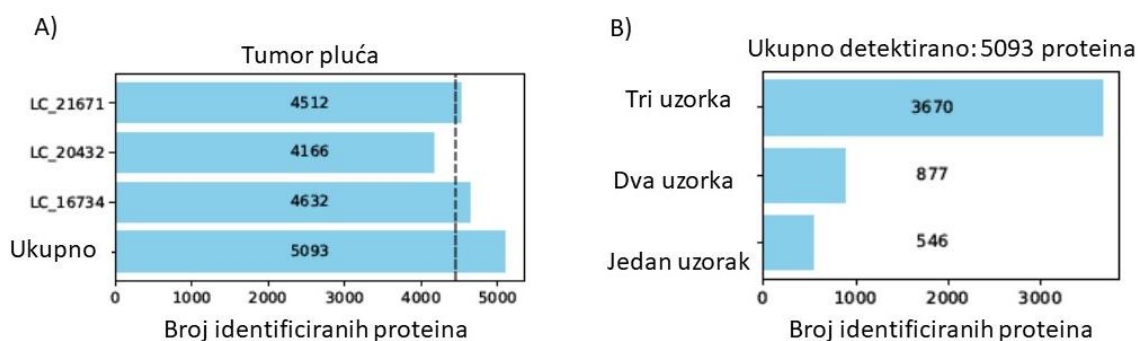 A)
Tumor pluća
LC_21671
4512
LC_20432
4166
LC_16734
4632
Ukupno
5093
0 1000 2000 3000 4000 5000
Broj identificiranih proteina
B)
Ukupno detektirano: 5093 proteina
Tri uzorka
3670
Dva uzorka
877
Jedan uzorak
546
0 1000 2000 3000
Broj identificiranih proteina